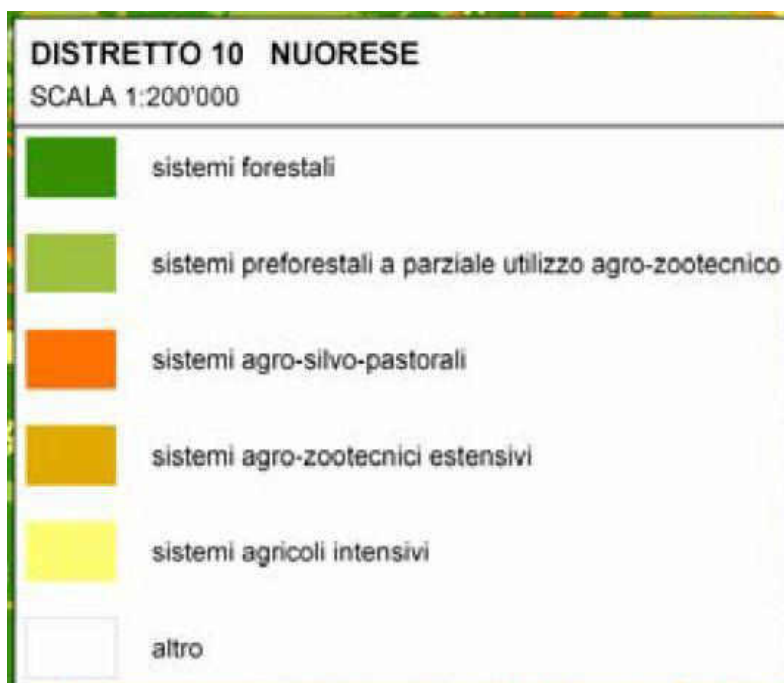 DISTRETTO 10 NUORESE
SCALA 1:200'000
sistemi forestali
sistemi preforestali a parziale utilizzo agro-zootecnico
sistemi agro-silvo-pastorali
sistemi agro-zootecnici estensivi
sistemi agricoli intensivi
altro